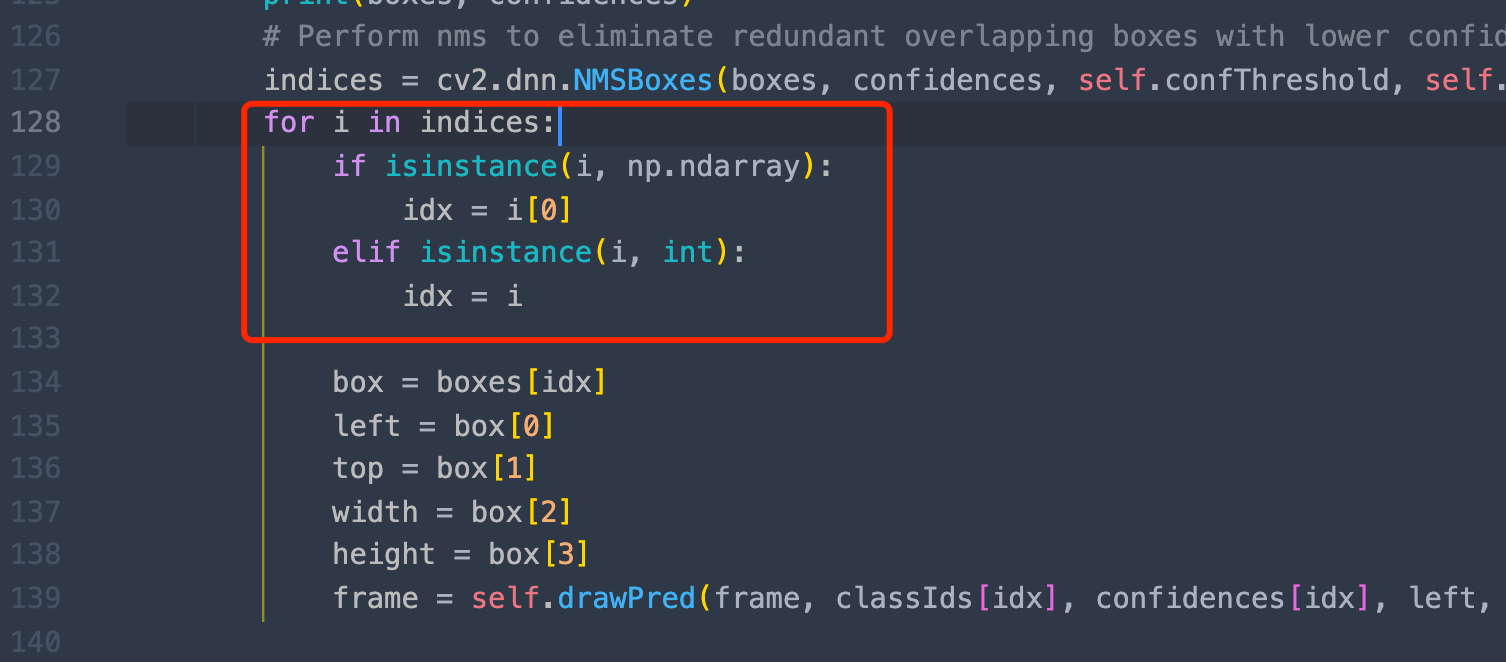 print(boxes, confidences)
126 # Perform nms to eliminate redundant overlapping boxes with lower
127 indices = cv2.dnn.NMSBoxes(boxes, confidences, self.confThreshold, self.
128 for i in indices:
129 if isinstance(i, np.ndarray):
130 idx = i[0]
131 elif isinstance(i, int):
132 idx = i
133
134 box = boxes[idx]
135 left = box[0]
136 top = box[1]
137 width = box[2]
138 height = box[3]
139 frame = self.drawPred(frame, classIds[idx], confidences[idx], left,
140